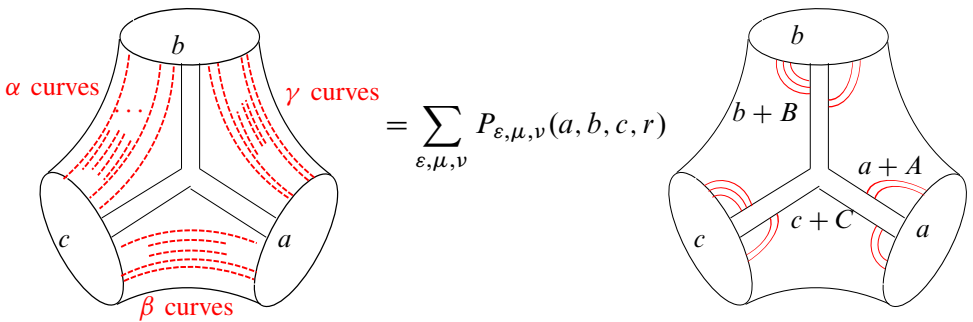 b
b
α curves
γ curves
= ∑ P_{ε,μ,ν}(a, b, c, r)
ε,μ,ν
b + B
a + A
c
a
c + C
c
a
β curves